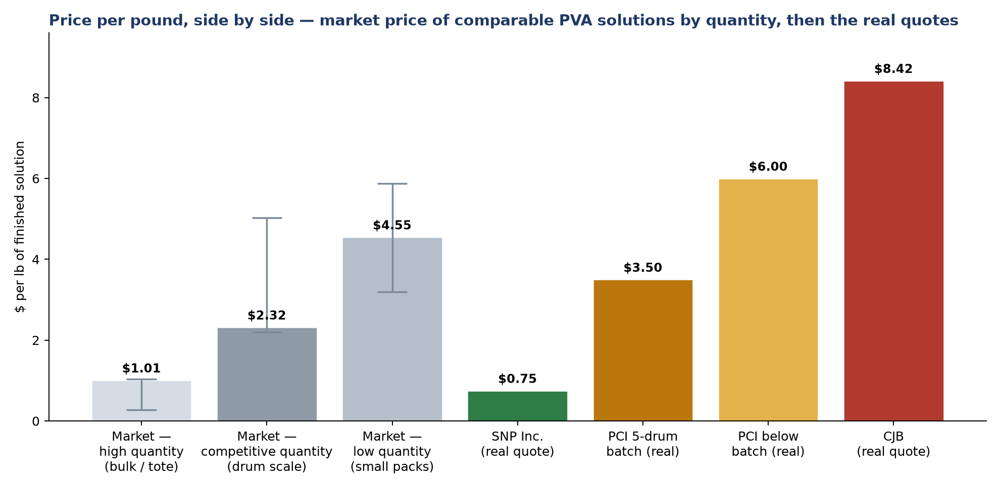 Price per pound, side by side — market price of comparable PVA solutions by quantity, then the real quotes
$ per lb of finished solution
8
6
4
2
0
$1.01
$2.32
$4.55
$0.75
$3.50
$6.00
$8.42
Market —
high quantity
(bulk / tote)
Market —
competitive quantity
(drum scale)
Market —
low quantity
(small packs)
SNP Inc.
(real quote)
PCI 5-drum
batch (real)
PCI below
batch (real)
CJB
(real quote)